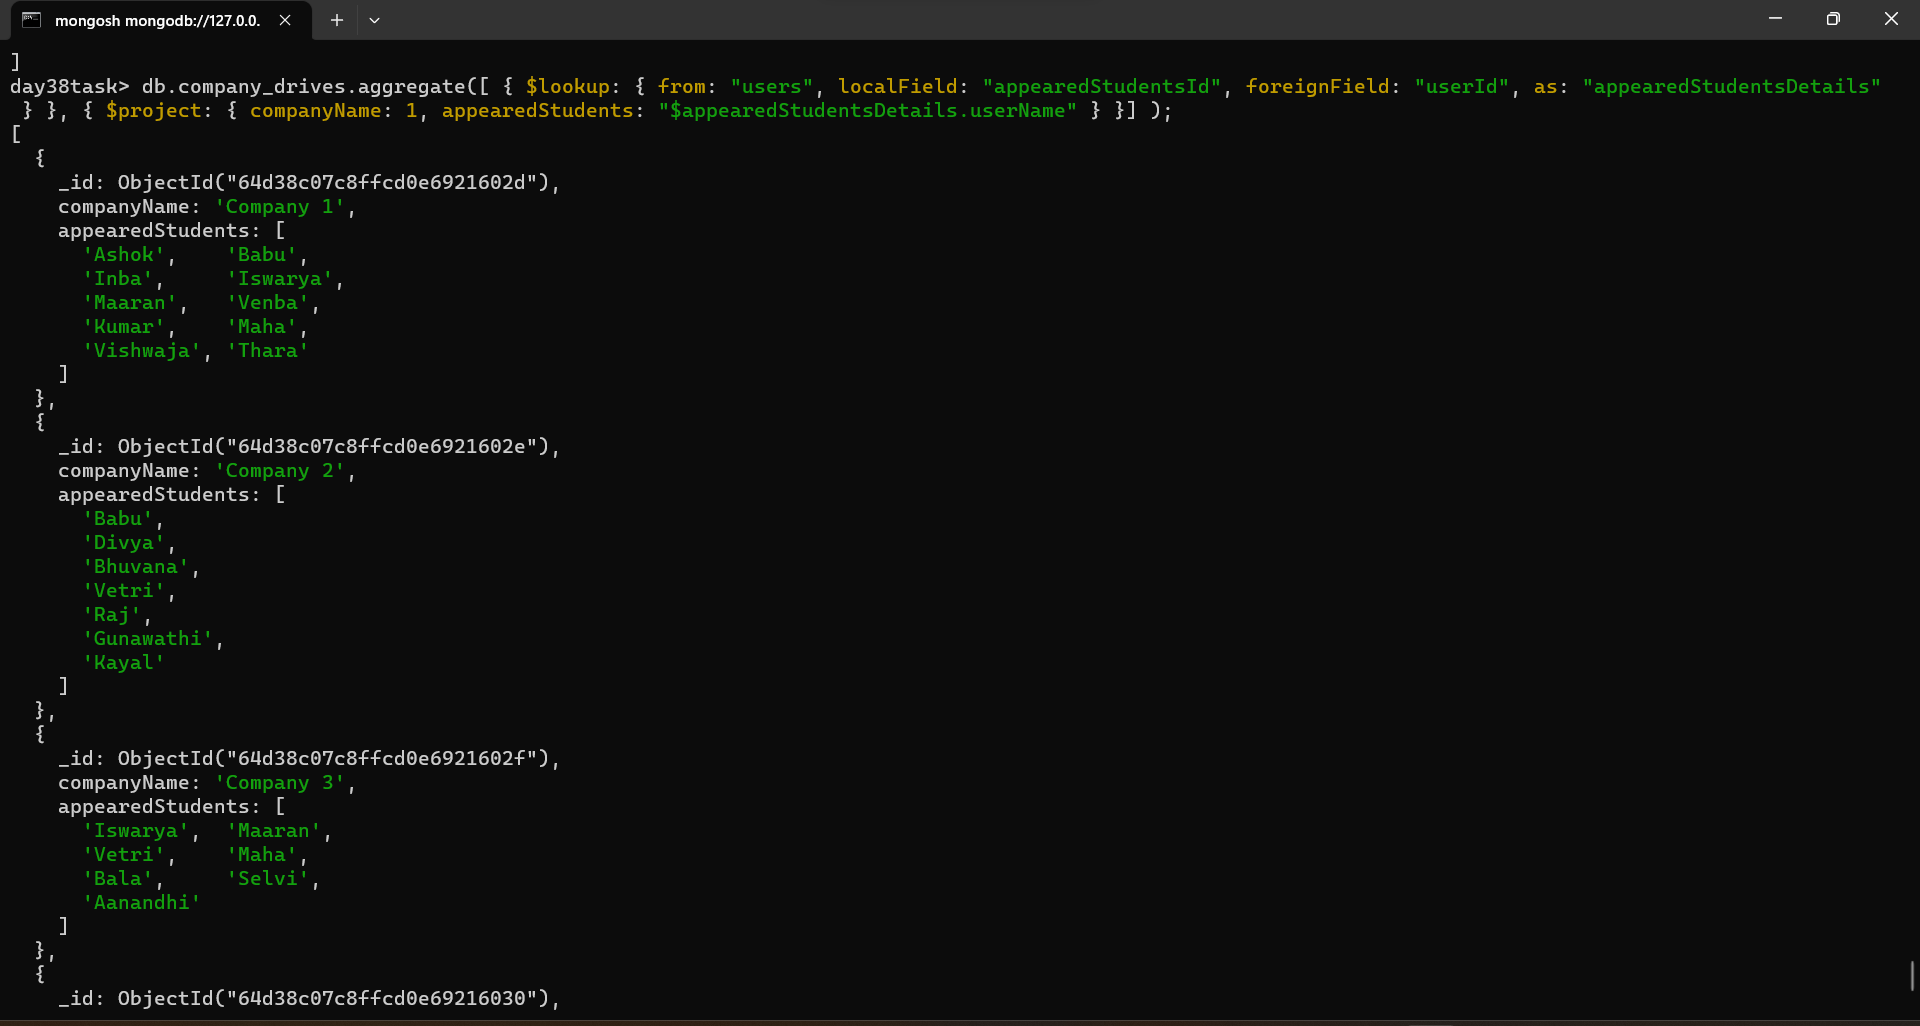 mongosh mongodb://127.0.0.
]
day38task> db.company_drives.aggregate([ { $lookup: { from: "users", localField: "appearedStudentsId", foreignField: "userId", as: "appearedStudentsDetails"
 } }, { $project: { companyName: 1, appearedStudents: "$appearedStudentsDetails.userName" } }] );
[
  {
    _id: ObjectId("64d38c07c8ffcd0e6921602d"),
    companyName: 'Company 1',
    appearedStudents: [
      'Ashok',    'Babu',
      'Inba',     'Iswarya',
      'Maaran',   'Venba',
      'Kumar',    'Maha',
      'Vishwaja', 'Thara'
    ]
  },
  {
    _id: ObjectId("64d38c07c8ffcd0e6921602e"),
    companyName: 'Company 2',
    appearedStudents: [
      'Babu',
      'Divya',
      'Bhuvana',
      'Vetri',
      'Raj',
      'Gunawathi',
      'Kayal'
    ]
  },
  {
    _id: ObjectId("64d38c07c8ffcd0e6921602f"),
    companyName: 'Company 3',
    appearedStudents: [
      'Iswarya',  'Maaran',
      'Vetri',    'Maha',
      'Bala',     'Selvi',
      'Aanandhi'
    ]
  },
  {
    _id: ObjectId("64d38c07c8ffcd0e69216030"),